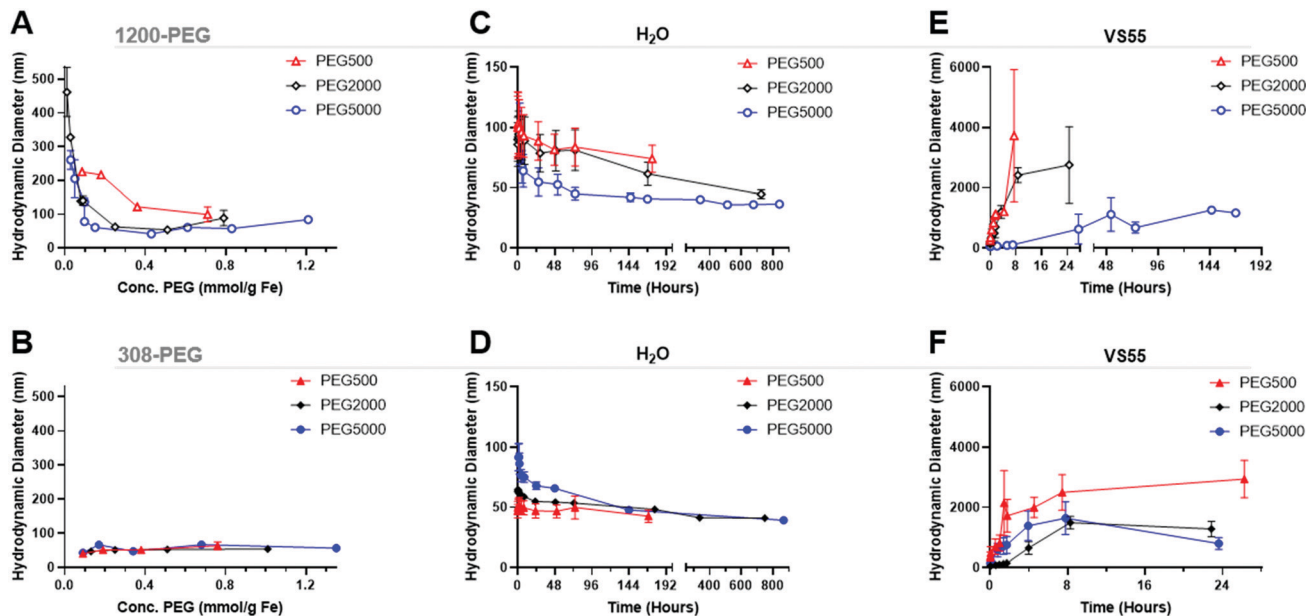 A
1200-PEG
Hydrodynamic Diameter (nm)
500
400
300
200
100
0
0.0
0.4
0.8
1.2
Conc. PEG (mmol/g Fe)
PEG500
PEG2000
PEG5000
C
H₂O
Hydrodynamic Diameter (nm)
150
100
50
0
0
48
96
144
192
400
600
800
Time (Hours)
PEG500
PEG2000
PEG5000
E
VS55
Hydrodynamic Diameter (nm)
6000
4000
2000
0
0
8
16
24
48
96
144
192
Time (Hours)
PEG500
PEG2000
PEG5000
B
308-PEG
Hydrodynamic Diameter (nm)
500
400
300
200
100
0
0.0
0.4
0.8
1.2
Conc. PEG (mmol/g Fe)
PEG500
PEG2000
PEG5000
D
H₂O
Hydrodynamic Diameter (nm)
150
100
50
0
0
48
96
144
192
400
600
800
Time (Hours)
PEG500
PEG2000
PEG5000
F
VS55
Hydrodynamic Diameter (nm)
6000
4000
2000
0
0
8
16
24
Time (Hours)
PEG500
PEG2000
PEG5000